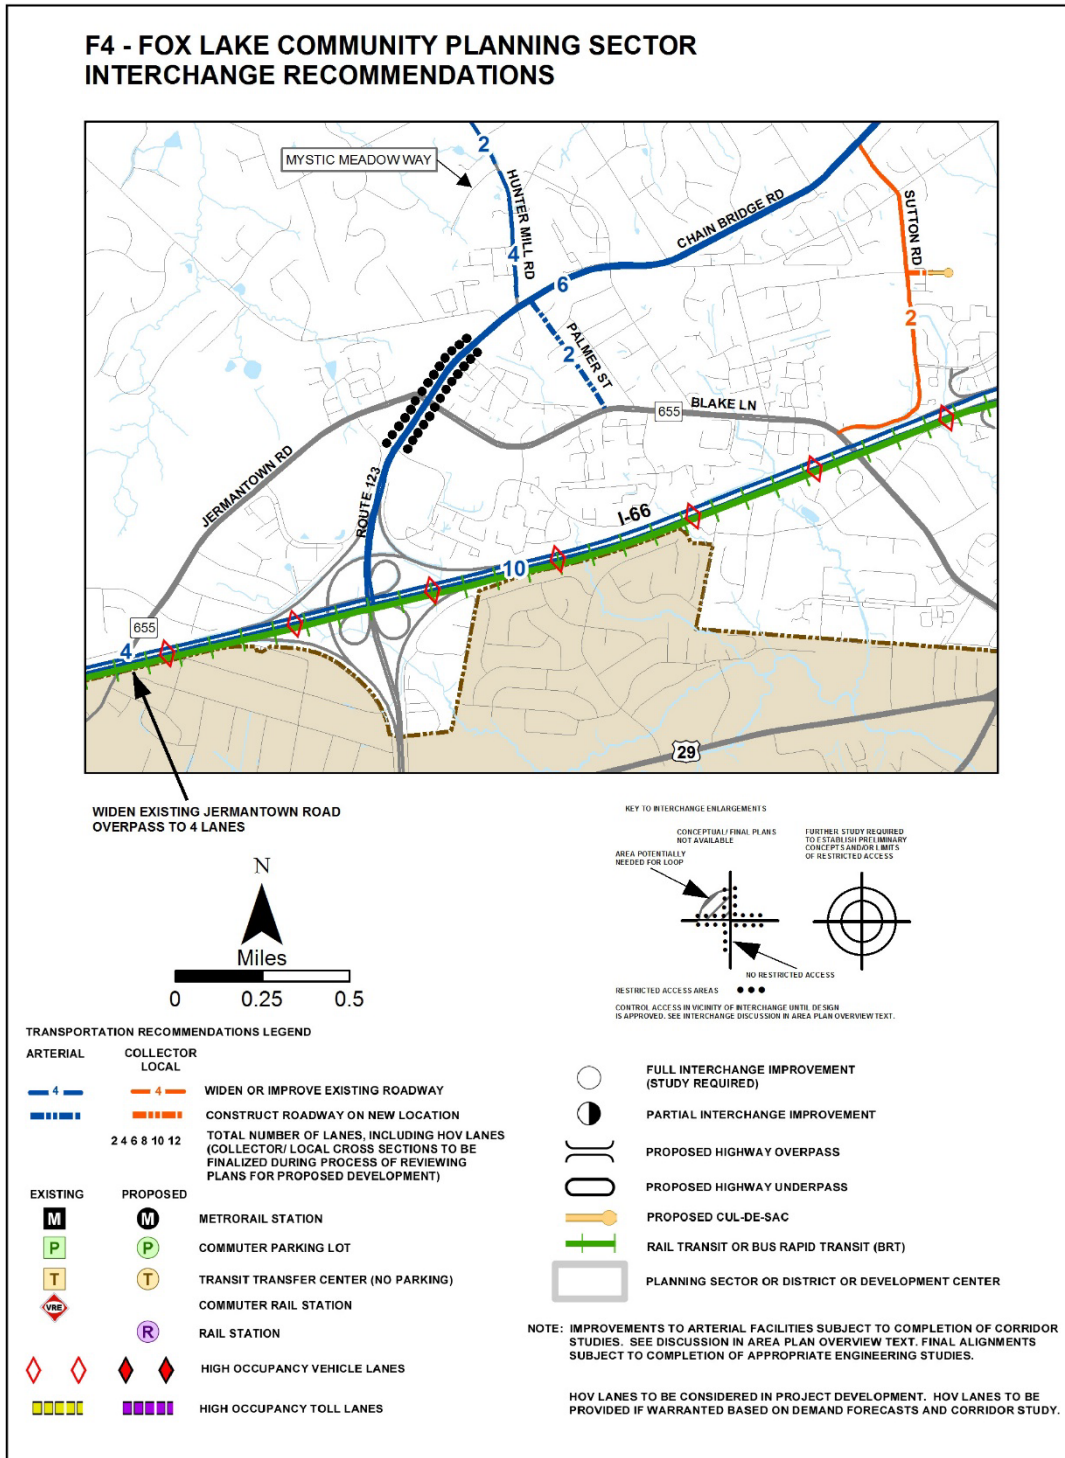 F4 - FOX LAKE COMMUNITY PLANNING SECTOR
INTERCHANGE RECOMMENDATIONS
MYSTIC MEADOW WAY
2
HUNTER MILL RD
4
CHAIN BRIDGE RD
6
SUTTON RD
2
PALMER ST
2
BLAKE LN
655
JERMANTOWN RD
ROUTE 123
I-66
10
655
4
29
WIDEN EXISTING JERMANTOWN ROAD
OVERPASS TO 4 LANES
N
Miles
0 0.25 0.5
KEY TO INTERCHANGE ENLARGEMENTS
CONCEPTUAL/ FINAL PLANS
NOT AVAILABLE
AREA POTENTIALLY
NEEDED FOR LOOP
FURTHER STUDY REQUIRED
TO ESTABLISH PRELIMINARY
CONCEPTS AND/OR LIMITS
OF RESTRICTED ACCESS
NO RESTRICTED ACCESS
RESTRICTED ACCESS AREAS
CONTROL ACCESS IN VICINITY OF INTERCHANGE UNTIL DESIGN
IS APPROVED. SEE INTERCHANGE DISCUSSION IN AREA PLAN OVERVIEW TEXT.
TRANSPORTATION RECOMMENDATIONS LEGEND
ARTERIAL
COLLECTOR
LOCAL
4 4 WIDEN OR IMPROVE EXISTING ROADWAY
CONSTRUCT ROADWAY ON NEW LOCATION
2 4 6 8 10 12 TOTAL NUMBER OF LANES, INCLUDING HOV LANES
(COLLECTOR/ LOCAL CROSS SECTIONS TO BE
FINALIZED DURING PROCESS OF REVIEWING
PLANS FOR PROPOSED DEVELOPMENT)
EXISTING PROPOSED
M M METRORAIL STATION
P P COMMUTER PARKING LOT
T T TRANSIT TRANSFER CENTER (NO PARKING)
VRE COMMUTER RAIL STATION
R RAIL STATION
HIGH OCCUPANCY VEHICLE LANES
HIGH OCCUPANCY TOLL LANES
FULL INTERCHANGE IMPROVEMENT
(STUDY REQUIRED)
PARTIAL INTERCHANGE IMPROVEMENT
PROPOSED HIGHWAY OVERPASS
PROPOSED HIGHWAY UNDERPASS
PROPOSED CUL-DE-SAC
RAIL TRANSIT OR BUS RAPID TRANSIT (BRT)
PLANNING SECTOR OR DISTRICT OR DEVELOPMENT CENTER
NOTE: IMPROVEMENTS TO ARTERIAL FACILITIES SUBJECT TO COMPLETION OF CORRIDOR
STUDIES. SEE DISCUSSION IN AREA PLAN OVERVIEW TEXT. FINAL ALIGNMENTS
SUBJECT TO COMPLETION OF APPROPRIATE ENGINEERING STUDIES.
HOV LANES TO BE CONSIDERED IN PROJECT DEVELOPMENT. HOV LANES TO BE
PROVIDED IF WARRANTED BASED ON DEMAND FORECASTS AND CORRIDOR STUDY.